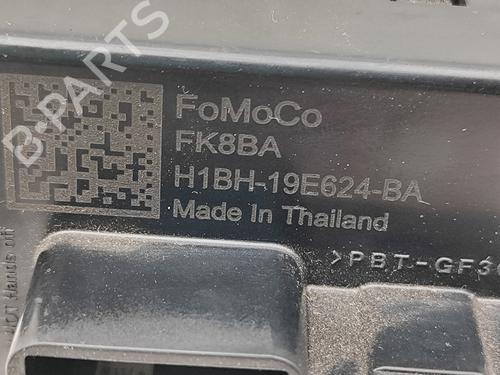 B-PARTS
FoMoCo
FK8BA
H1BH-19E624-BA
Made In Thailand
>PBT-GF3